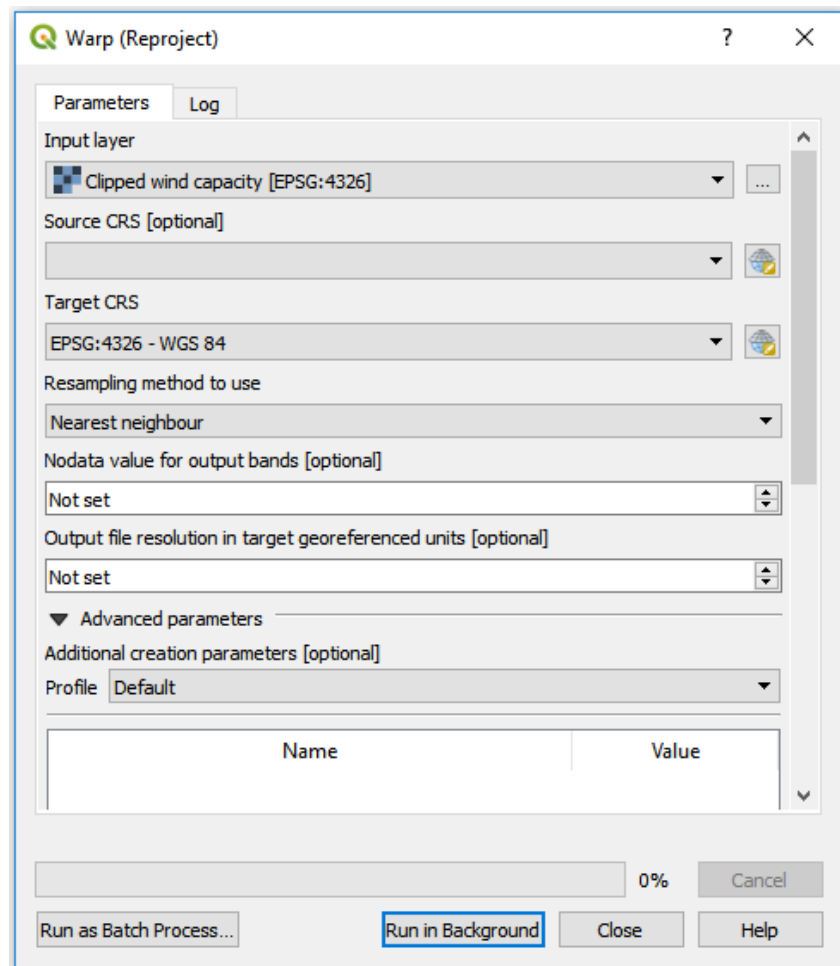 Warp (Reproject)
?
Parameters
Log
Input layer
Clipped wind capacity [EPSG:4326]
...
Source CRS [optional]
Target CRS
EPSG:4326 - WGS 84
Resampling method to use
Nearest neighbour
Nodata value for output bands [optional]
Not set
Output file resolution in target georeferenced units [optional]
Not set
Advanced parameters
Additional creation parameters [optional]
Profile Default
Name Value
0% Cancel
Run as Batch Process... Run in Background Close Help